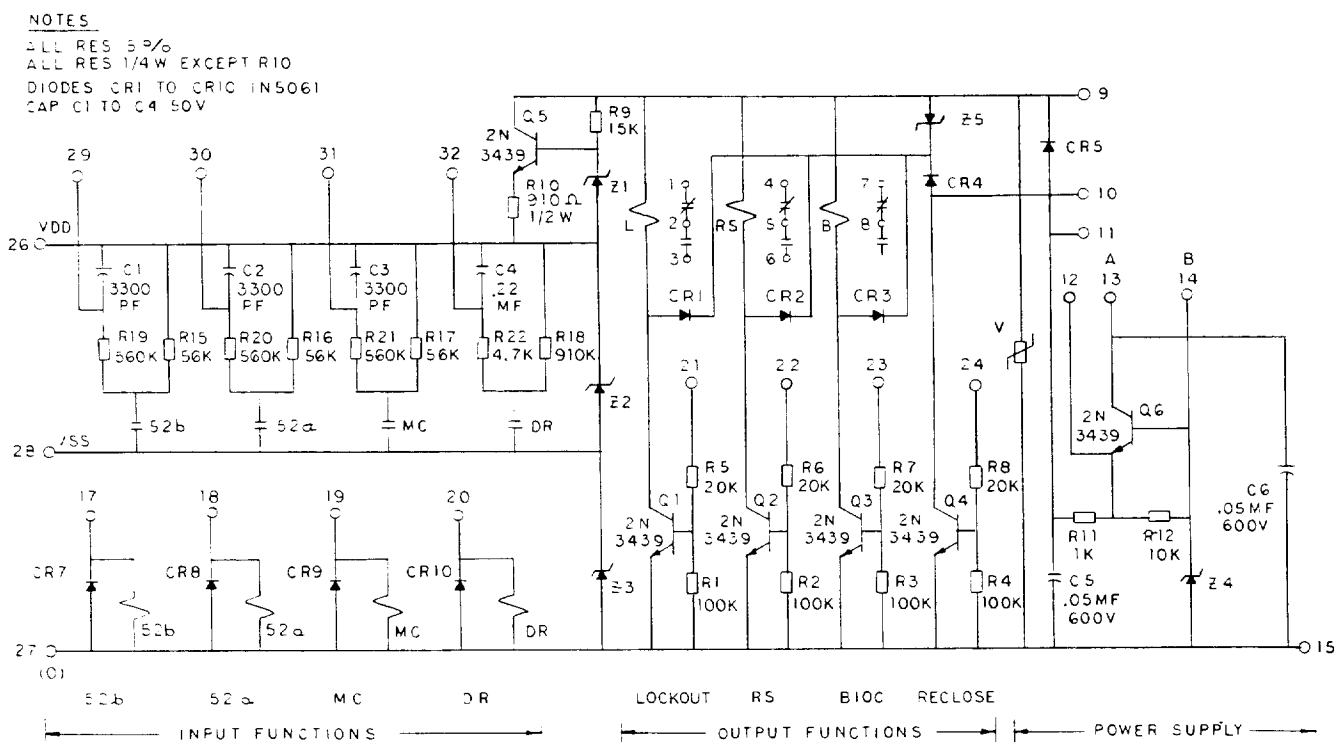 NOTES
ALL RES 5%
ALL RES 1/4W EXCEPT R10
DIODES CR1 TO CR10 IN5061
CAP C1 TO C4 50V
29
30
31
32
Q5
2N
3439
R9
15K
R10
910Ω
1/2W
Z1
Z5
9
CR5
CR4
10
11
1
2
3
4
5
6
7
8
L
RS
B
26
VDD
C1
3300
PF
C2
3300
PF
C3
3300
PF
C4
.22
MF
CR1
CR2
CR3
12
A
13
B
14
V
R19
560K
R15
56K
R20
560K
R16
56K
R21
560K
R17
56K
R22
4.7K
R18
910K
21
22
23
24
Z2
52b
52a
MC
DR
28
VSS
Q6
2N
3439
R5
20K
R6
20K
R7
20K
R8
20K
C6
.05MF
600V
17
18
19
20
Q1
2N
3439
Q2
2N
3439
Q3
2N
3439
Q4
2N
3439
R11
1K
R12
10K
CR7
CR8
CR9
CR10
Z3
R1
100K
R2
100K
R3
100K
R4
100K
C5
.05MF
600V
Z4
52b
52a
MC
DR
27
(0)
15
52b
52a
MC
DR
LOCKOUT
RS
BIOC
RECLOSE
INPUT FUNCTIONS
OUTPUT FUNCTIONS
POWER SUPPLY